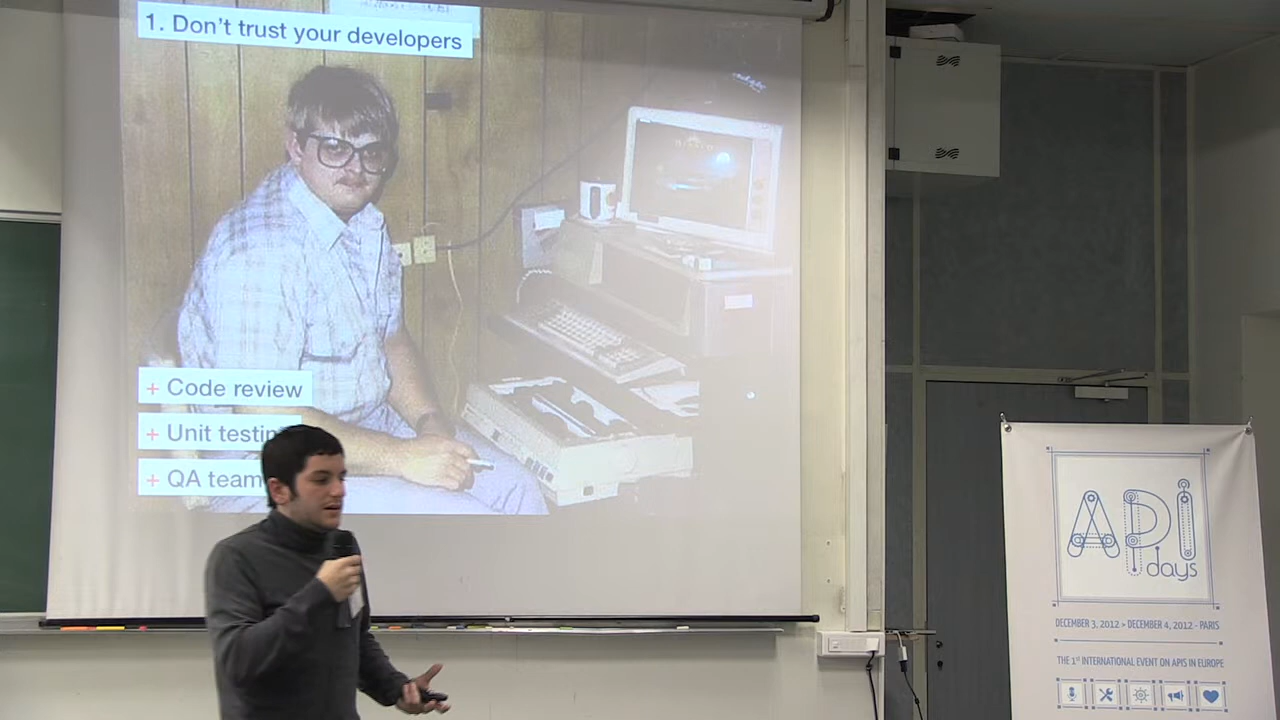 1. Don't trust your developers
+ Code review
+ Unit testin
+ QA team
API
days
DECEMBER 3, 2012 > DECEMBER 4, 2012 - PARIS
THE 1ST INTERNATIONAL EVENT ON APIS IN EUROPE